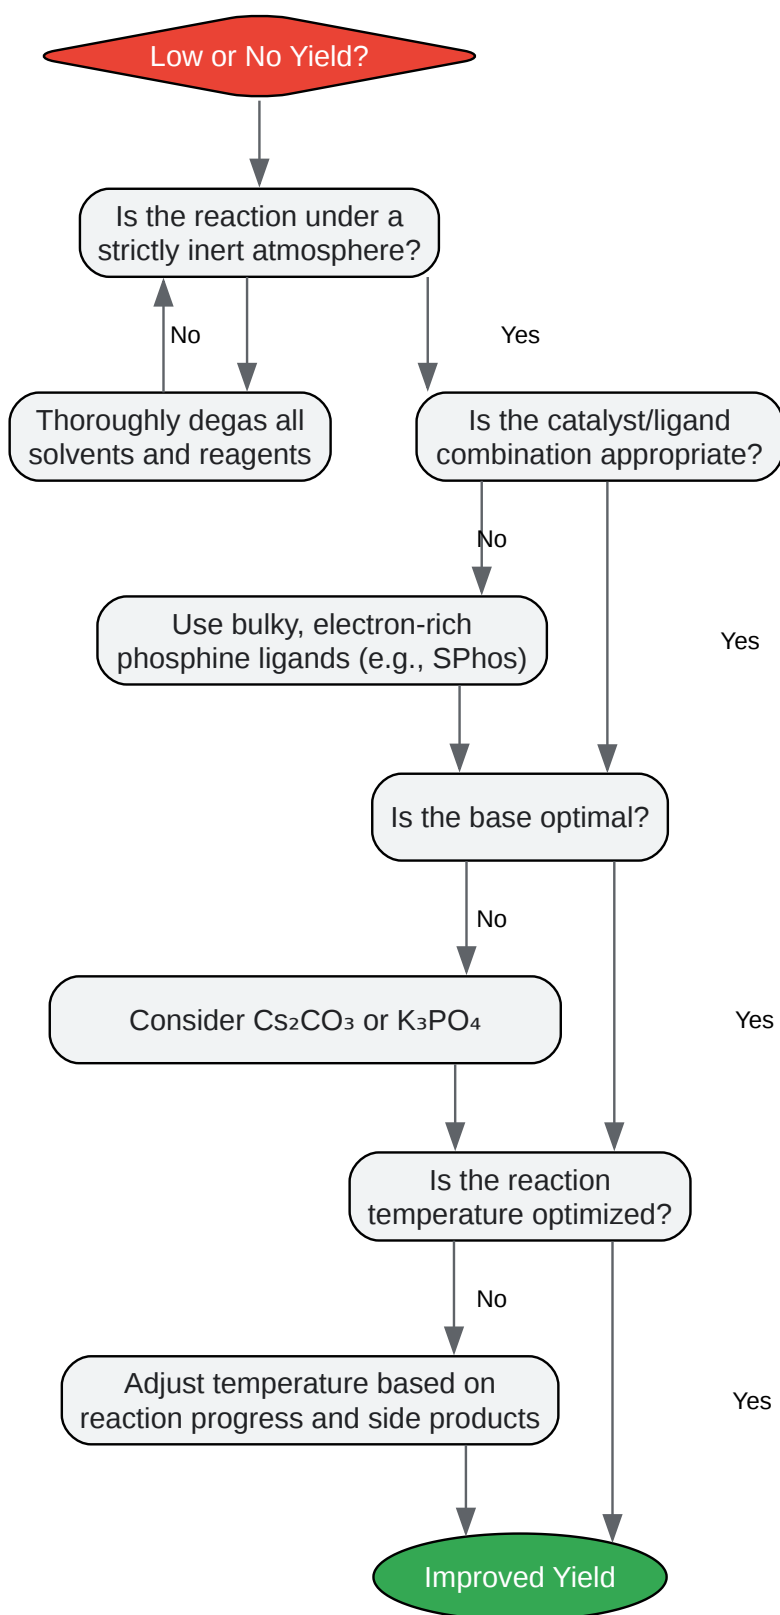 Low or No Yield?
Is the reaction under a
strictly inert atmosphere?
No
Yes
Thoroughly degas all
solvents and reagents
Is the catalyst/ligand
combination appropriate?
No
Use bulky, electron-rich
phosphine ligands (e.g., SPhos)
Yes
Is the base optimal?
No
Consider Cs₂CO₃ or K₃PO₄
Yes
Is the reaction
temperature optimized?
No
Adjust temperature based on
reaction progress and side products
Yes
Improved Yield